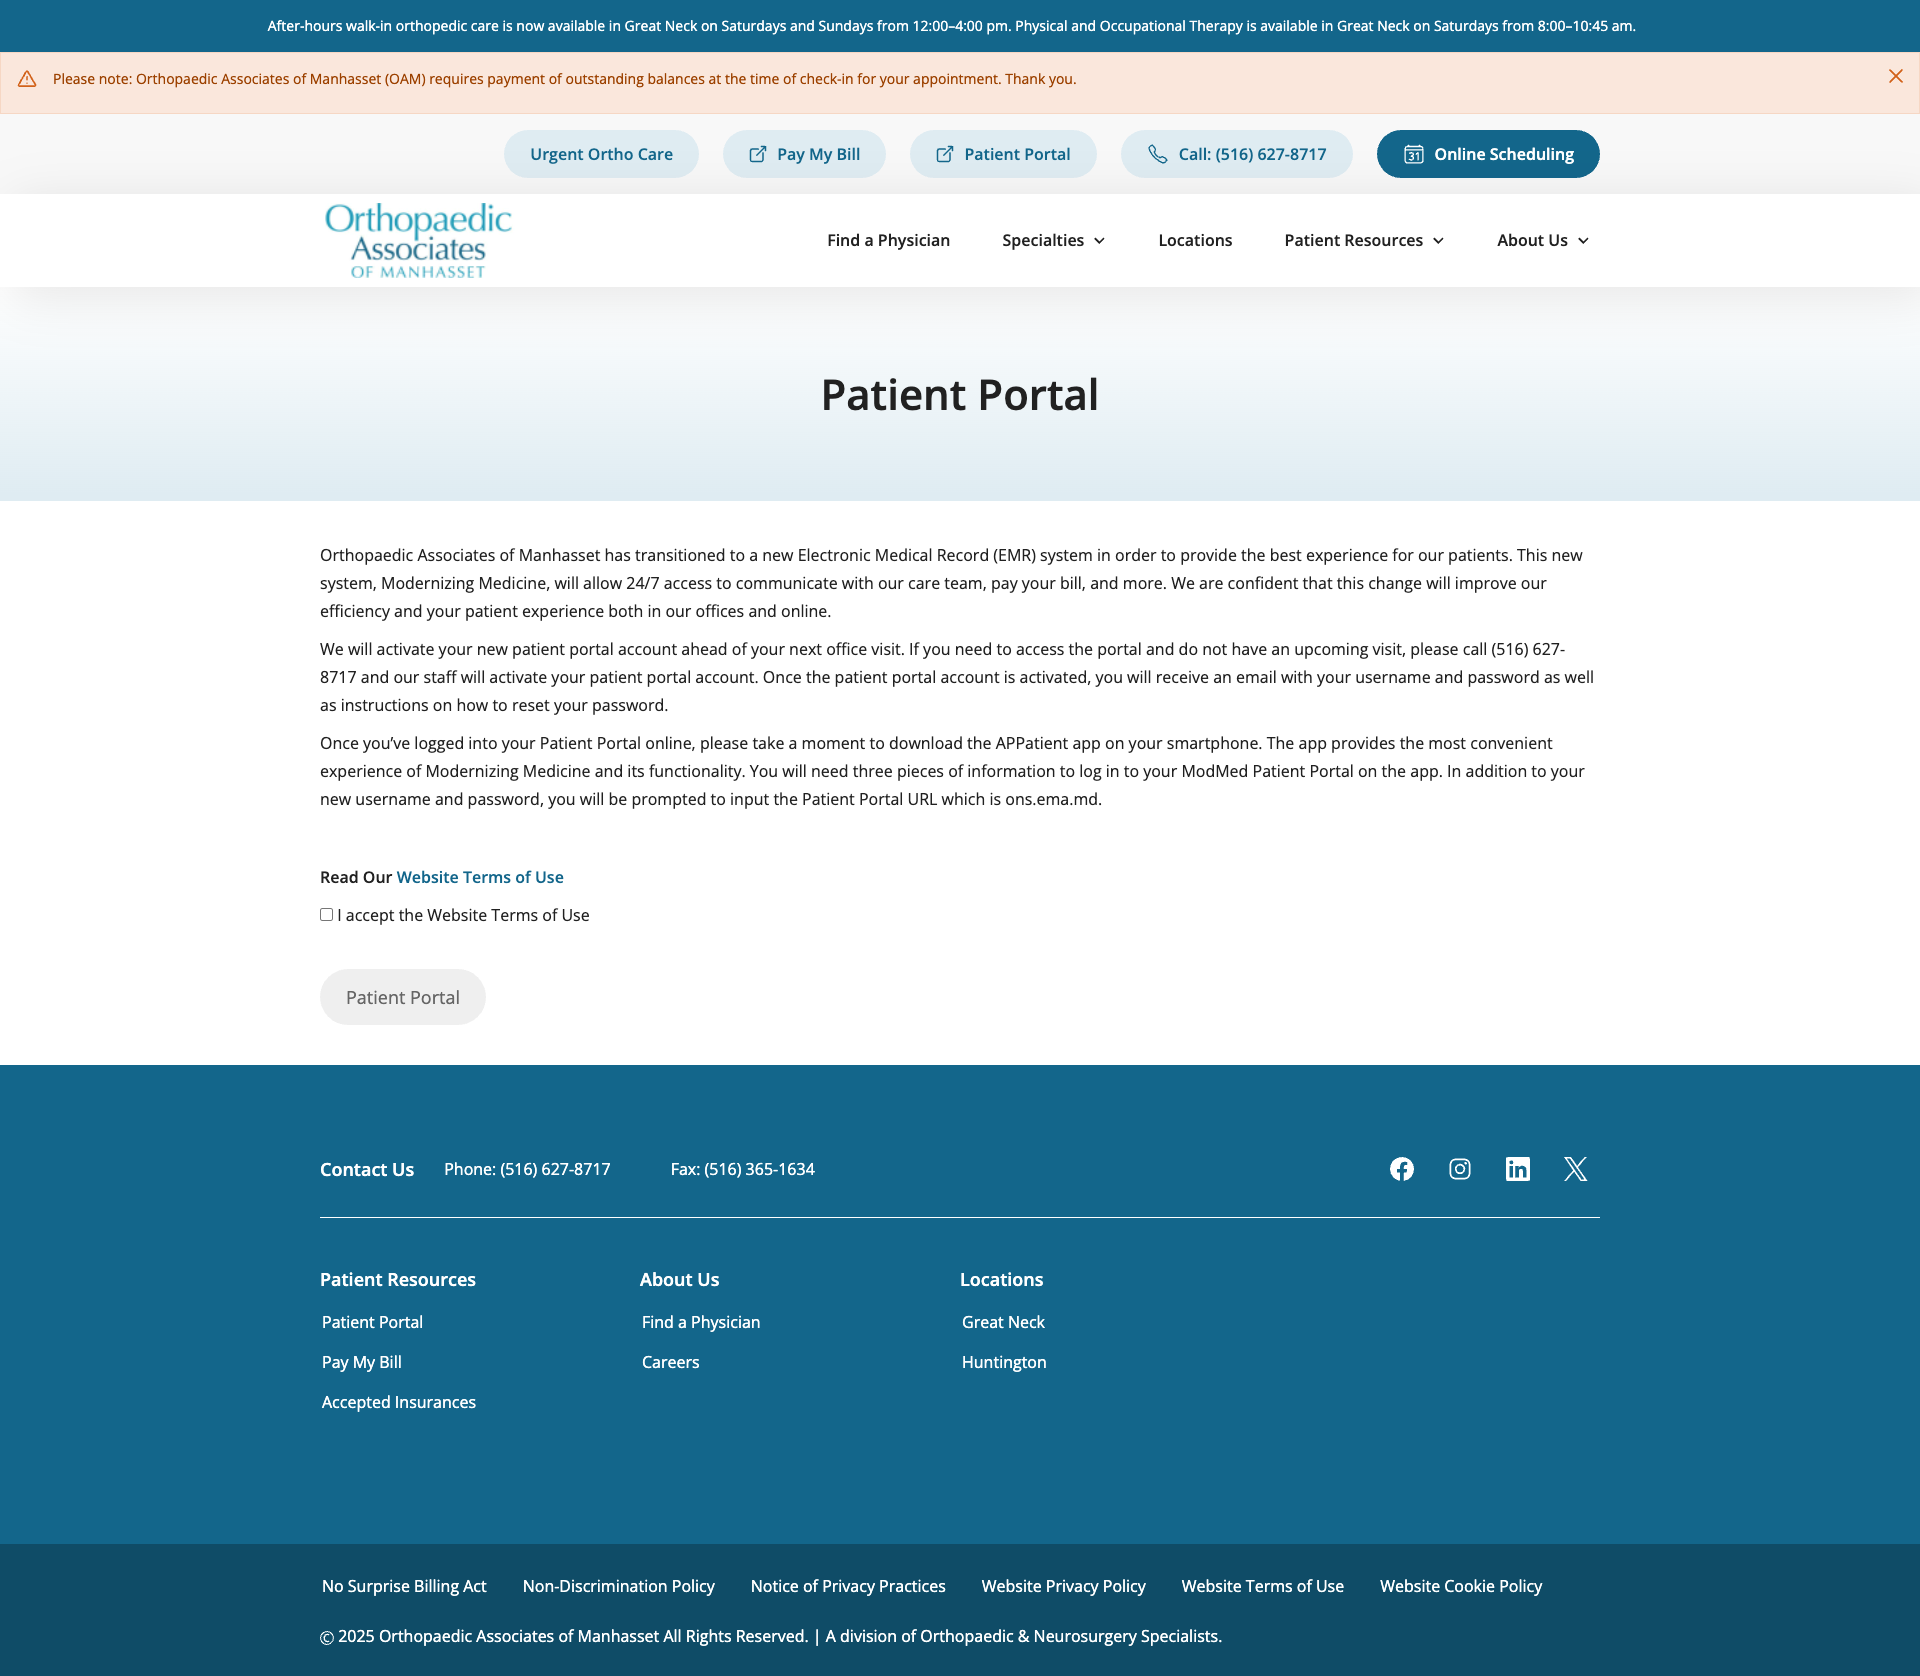 After-hours walk-in orthopedic care is now available in Great Neck on Saturdays and Sundays from 12:00–4:00 pm. Physical and Occupational Therapy is available in Great Neck on Saturdays from 8:00–10:45 am.
Please note: Orthopaedic Associates of Manhasset (OAM) requires payment of outstanding balances at the time of check-in for your appointment. Thank you.
Urgent Ortho Care
Pay My Bill
Patient Portal
Call: (516) 627-8717
31
Online Scheduling
Orthopaedic
Associates
OF MANHASSET
Find a Physician
Specialties
Locations
Patient Resources
About Us
Patient Portal
Orthopaedic Associates of Manhasset has transitioned to a new Electronic Medical Record (EMR) system in order to provide the best experience for our patients. This new
system, Modernizing Medicine, will allow 24/7 access to communicate with our care team, pay your bill, and more. We are confident that this change will improve our
efficiency and your patient experience both in our offices and online.
We will activate your new patient portal account ahead of your next office visit. If you need to access the portal and do not have an upcoming visit, please call (516) 627-
8717 and our staff will activate your patient portal account. Once the patient portal account is activated, you will receive an email with your username and password as well
as instructions on how to reset your password.
Once you’ve logged into your Patient Portal online, please take a moment to download the APPatient app on your smartphone. The app provides the most convenient
experience of Modernizing Medicine and its functionality. You will need three pieces of information to log in to your ModMed Patient Portal on the app. In addition to your
new username and password, you will be prompted to input the Patient Portal URL which is ons.ema.md.
Read Our Website Terms of Use
I accept the Website Terms of Use
Patient Portal
Contact Us
Phone: (516) 627-8717
Fax: (516) 365-1634
Patient Resources
Patient Portal
Pay My Bill
Accepted Insurances
About Us
Find a Physician
Careers
Locations
Great Neck
Huntington
No Surprise Billing Act
Non-Discrimination Policy
Notice of Privacy Practices
Website Privacy Policy
Website Terms of Use
Website Cookie Policy
© 2025 Orthopaedic Associates of Manhasset All Rights Reserved. | A division of Orthopaedic & Neurosurgery Specialists.